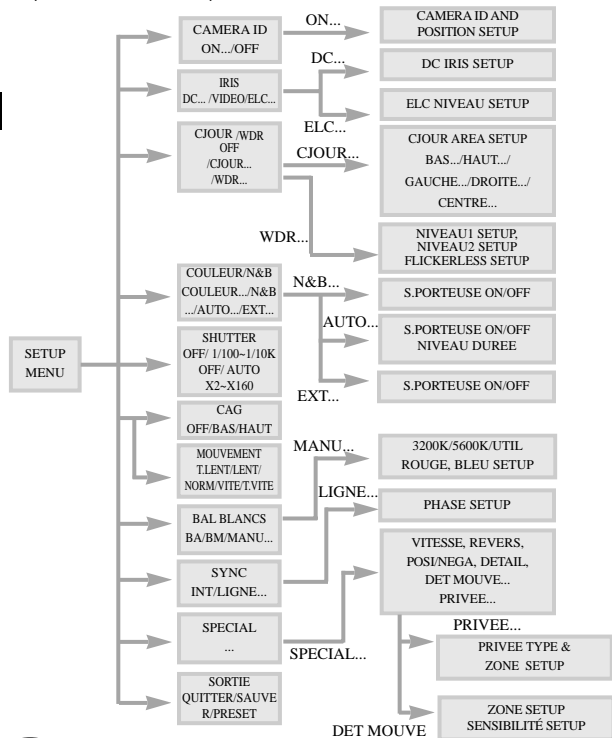 CAMERA ID
ON.../OFF
ON...
CAMERA ID AND
POSITION SETUP
IRIS
DC... /VIDEO/ELC...
DC...
DC IRIS SETUP
ELC...
ELC NIVEAU SETUP
CJOUR /WDR
OFF
/CJOUR...
/WDR...
CJOUR...
CJOUR AREA SETUP
BAS.../HAUT.../
GAUCHE.../DROITE.../
CENTRE...
WDR...
NIVEAU1 SETUP,
NIVEAU2 SETUP
FLICKERLESS SETUP
COULEUR/N&B
COULEUR.../N&B
.../AUTO.../EXT...
N&B...
S.PORTEUSE ON/OFF
AUTO...
S.PORTEUSE ON/OFF
NIVEAU DUREE
EXT...
S.PORTEUSE ON/OFF
SETUP
MENU
SHUTTER
OFF/ 1/100~1/10K
OFF/ AUTO
X2~X160
CAG
OFF/BAS/HAUT
MOUVEMENT
T.LENT/LENT/
NORM/VITE/T.VITE
BAL BLANCS
BA/BM/MANU...
MANU...
3200K/5600K/UTIL
ROUGE, BLEU SETUP
SYNC
INT/LIGNE...
LIGNE...
PHASE SETUP
SPECIAL
...
SPECIAL...
VITESSE, REVERS,
POSI/NEGA, DETAIL,
DET MOUVE...
PRIVEE...
PRIVEE...
PRIVEE TYPE &
ZONE SETUP
SORTIE
QUITTER/SAUVE
R/PRESET
DET MOUVE
ZONE SETUP
SENSIBILITÉ SETUP